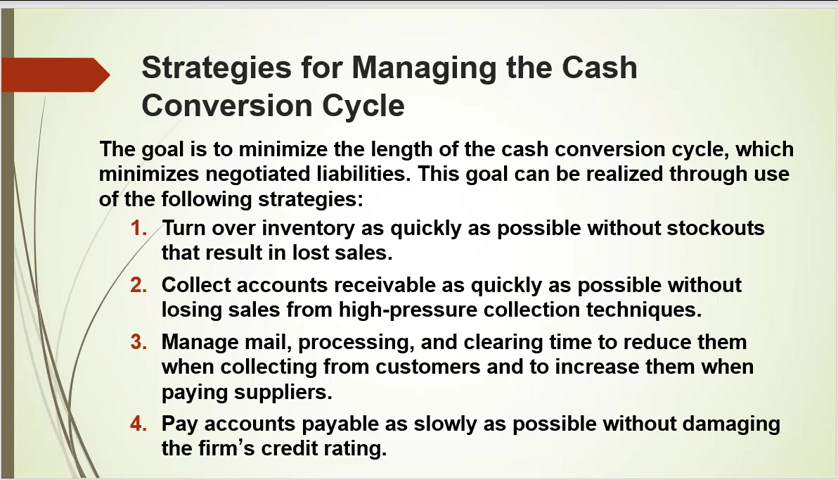 Strategies for Managing the Cash
Conversion Cycle
The goal is to minimize the length of the cash conversion cycle, which
minimizes negotiated liabilities. This goal can be realized through use
of the following strategies:
1. Turn over inventory as quickly as possible without stockouts
that result in lost sales.
2. Collect accounts receivable as quickly as possible without
losing sales from high-pressure collection techniques.
3. Manage mail, processing, and clearing time to reduce them
when collecting from customers and to increase them when
paying suppliers.
4. Pay accounts payable as slowly as possible without damaging
the firm’s credit rating.